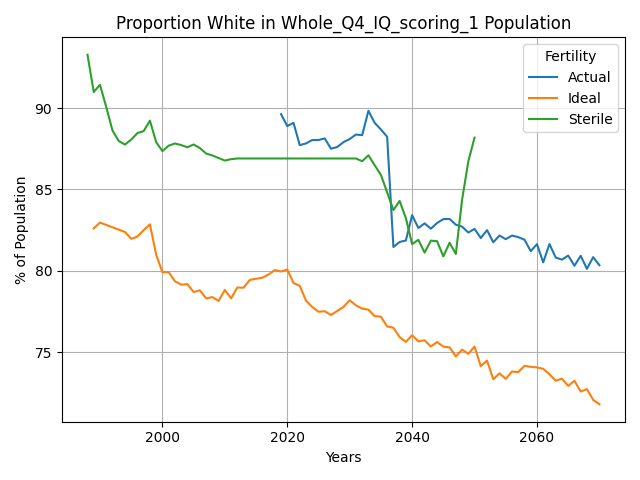 Proportion White in Whole_Q4_IQ_scoring_1 Population
Fertility
Actual
Ideal
Sterile
% of Population
90
85
80
75
2000
2020
2040
2060
Years